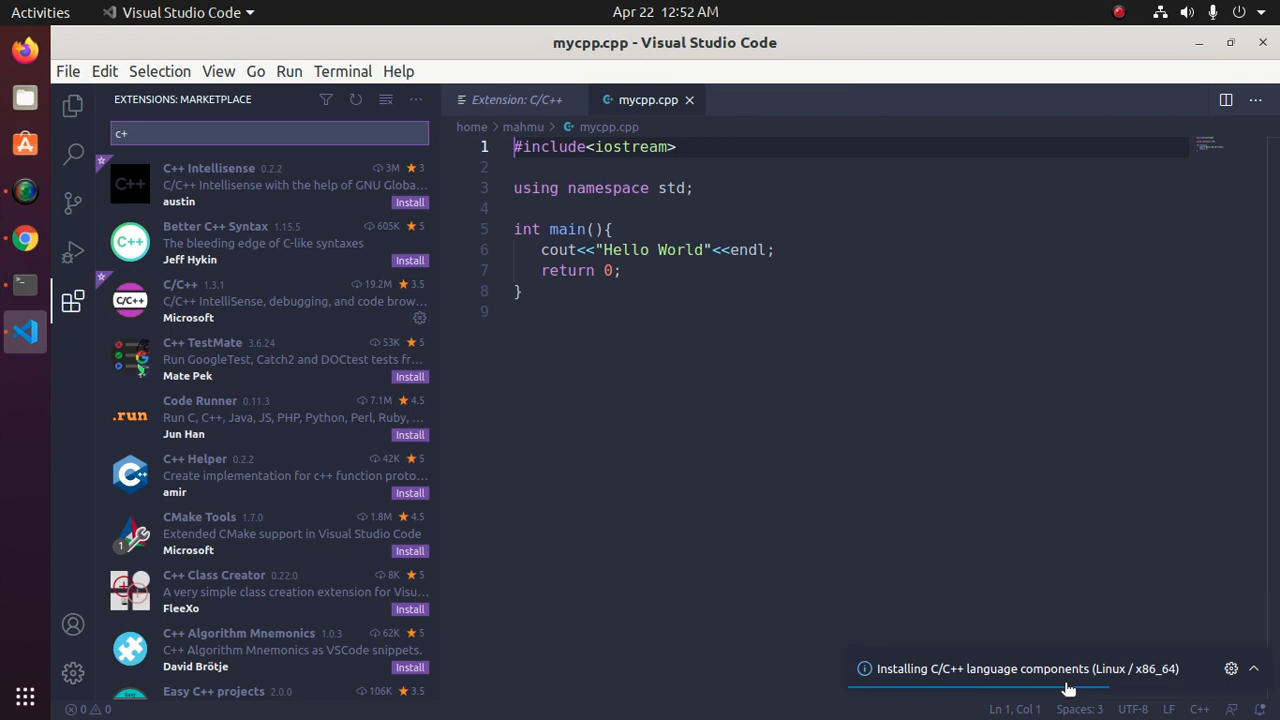 Activities
Visual Studio Code
Apr 22 12:52 AM
mycpp.cpp - Visual Studio Code
File Edit Selection View Go Run Terminal Help
EXTENSIONS: MARKETPLACE
c+
C++ Intellisense 0.2.2 3M 3
C/C++ Intellisense with the help of GNU Globa...
austin Install
Better C++ Syntax 1.15.5 605K 5
The bleeding edge of C-like syntaxes
Jeff Hykin Install
C/C++
C/C++ 1.3.1 19.2M 3.5
C/C++ IntelliSense, debugging, and code brow...
Microsoft
C++ TestMate 3.6.24 53K 5
Run GoogleTest, Catch2 and DOCtest tests fr...
Mate Pek Install
.run
Code Runner 0.11.3 7.1M 4.5
Run C, C++, Java, JS, PHP, Python, Perl, Ruby, ...
Jun Han Install
C++ Helper 0.2.2 42K 5
Create implementation for c++ function proto...
amir Install
CMake Tools 1.7.0 1.8M 4.5
Extended CMake support in Visual Studio Code
1
Microsoft Install
C++ Class Creator 0.22.0 8K 5
A very simple class creation extension for Visu...
FleeXo Install
C++ Algorithm Mnemonics 1.0.3 62K 5
C++ Algorithm Mnemonics as VSCode snippets.
David Brötje Install
Easy C++ projects 2.0.0 106K 3.5
Extension: C/C++
mycpp.cpp
home > mahmu > mycpp.cpp
1 #include<iostream>
2
3 using namespace std;
4
5 int main(){
6 cout<<"Hello World"<<endl;
7 return 0;
8 }
9
Installing C/C++ language components (Linux / x86_64)
0 0
Ln 1, Col 1 Spaces: 3 UTF-8 LF C++